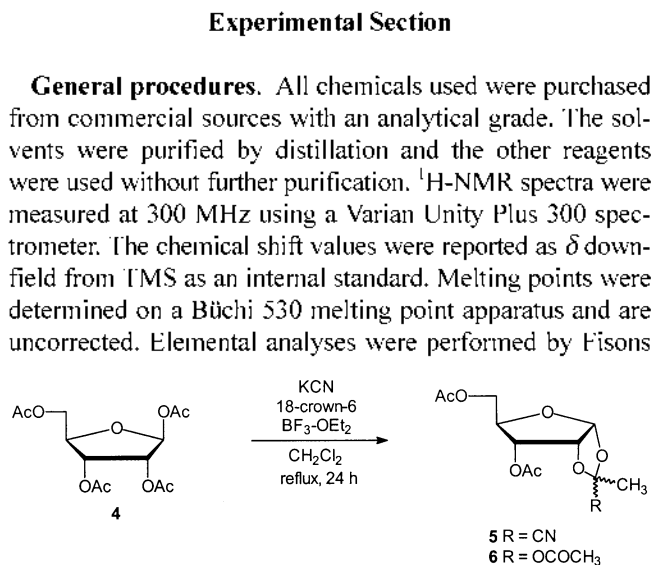 Experimental Section
General procedures. All chemicals used were purchased
from commercial sources with an analytical grade. The sol-
vents were purified by distillation and the other reagents
were used without further purification. ¹H-NMR spectra were
measured at 300 MHz using a Varian Unity Plus 300 spec-
trometer. The chemical shift values were reported as δ down-
field from TMS as an internal standard. Melting points were
determined on a Büchi 530 melting point apparatus and are
uncorrected. Elemental analyses were performed by Fisons
AcO
O
OAc
OAc
OAc
4
KCN
18-crown-6
BF₃-OEt₂
CH₂Cl₂
reflux, 24 h
AcO
O
OAc
O
O
CH₃
R
5 R = CN
6 R = OCOCH₃